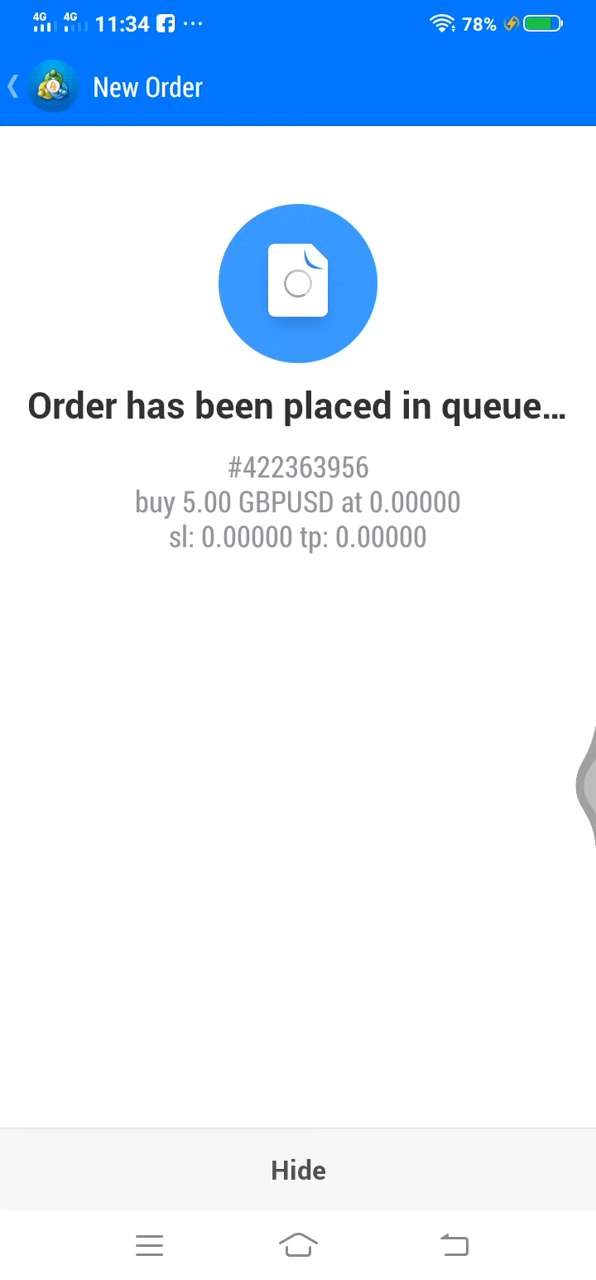 4G 4G 11:34 ... 78%
New Order
Order has been placed in queue...
#422363956
buy 5.00 GBPUSD at 0.00000
sl: 0.00000 tp: 0.00000
Hide